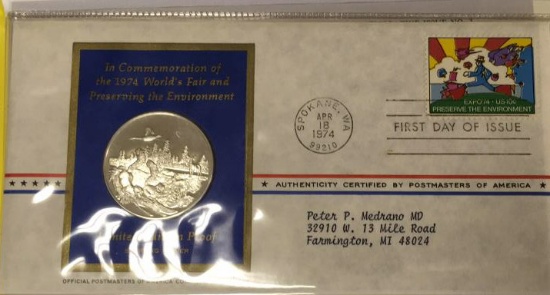 In Commemoration of
the 1974 World's Fair and
Preserving the Environment
SPOKANE, WA
APR
18
1974
99210
EXPO '74 · US 10c
PRESERVE THE ENVIRONMENT
FIRST DAY OF ISSUE
AUTHENTICITY CERTIFIED BY POSTMASTERS OF AMERICA
Peter P. Medrano MD
32910 W. 13 Mile Road
Farmington, MI 48024
Proof
OFFICIAL POSTMASTERS OF AMERICA